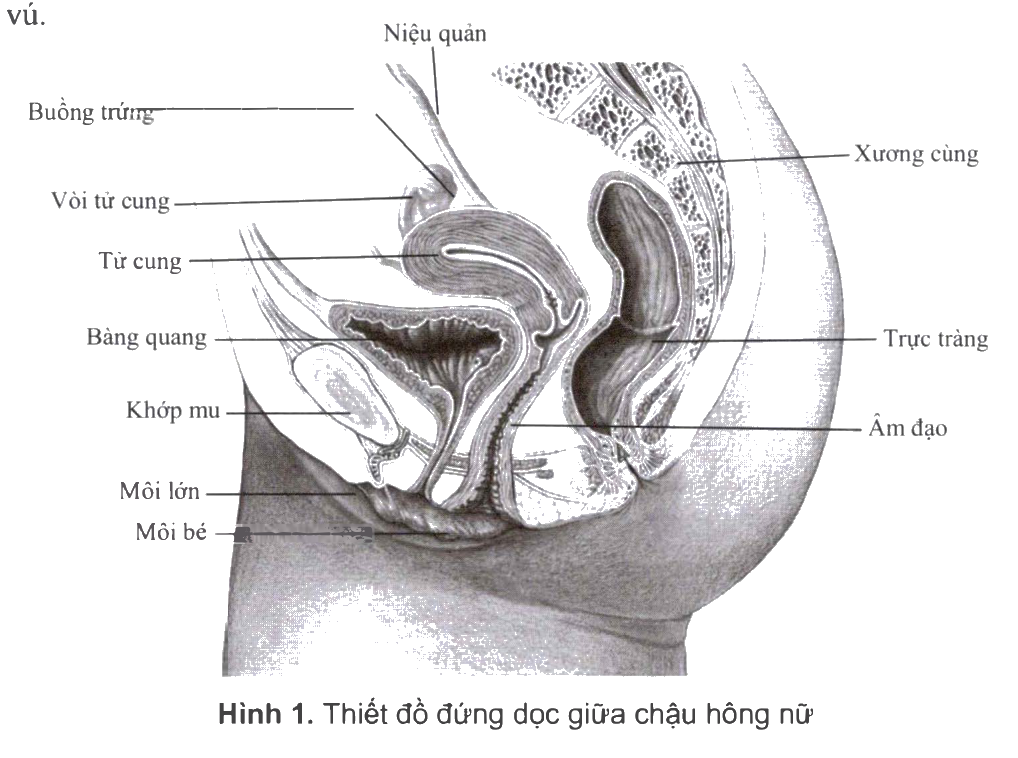 vú.
Niệu quản
Buồng trứng
Xương cùng
Vòi tử cung
Tử cung
Bàng quang
Trực tràng
Khớp mu
Âm đạo
Môi lớn
Môi bé
Hình 1. Thiết đồ đứng dọc giữa chậu hông nữ